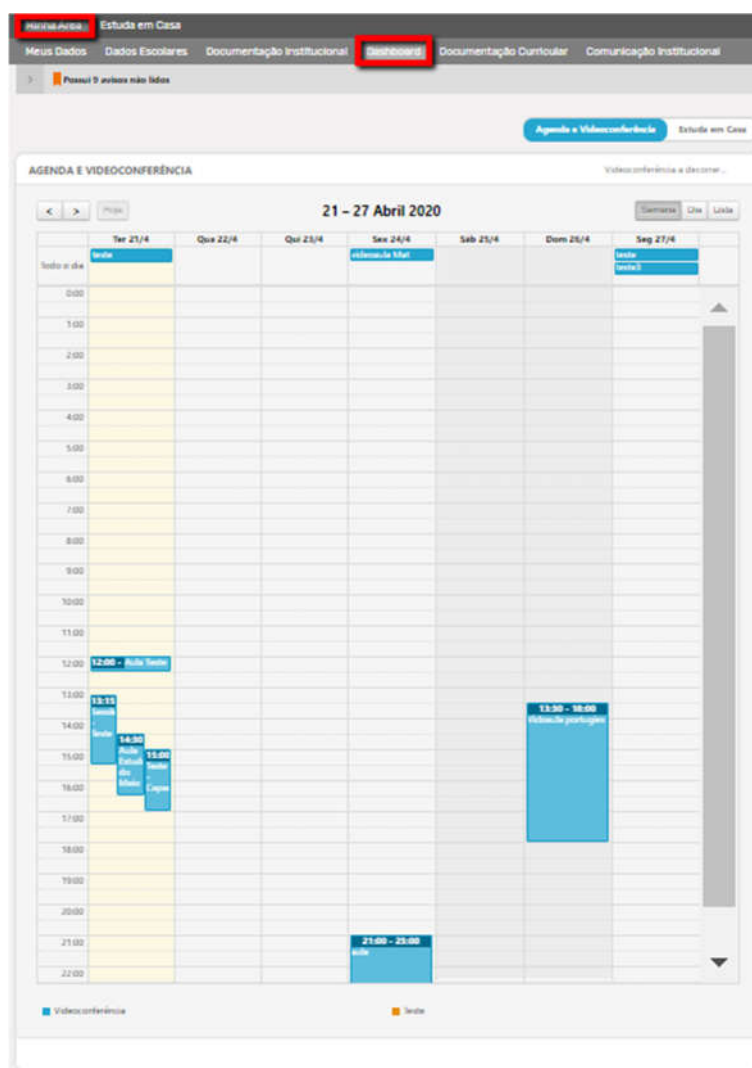 Minha Área Estuda em Casa
Meus Dados Dados Escolares Documentação Institucional Dashboard Documentação Curricular Comunicação Institucional
Possui 9 avisos não lidos
Agenda e Videoconferência Estuda em Casa
AGENDA E VIDEOCONFERÊNCIA Videoconferência a decorrer...
< > Hoje 21 – 27 Abril 2020 Semana Dia Lista
Ter 21/4 Qua 22/4 Qui 23/4 Sex 24/4 Sáb 25/4 Dom 26/4 Seg 27/4
Todo o dia teste videoaula Mat teste
teste3
0:00
1:00
2:00
3:00
4:00
5:00
6:00
7:00
8:00
9:00
10:00
11:00
12:00 12:00 - Aula Teste
13:00 13:15
13:30 - 18:00
Videoaula portugues
14:00 - Teste
14:30
Aula
Estud
do
Meio
15:00 15:00
Teste
-
16:00
17:00
18:00
19:00
20:00
21:00 21:00 - 23:00
aula
22:00
Videoconferência Teste